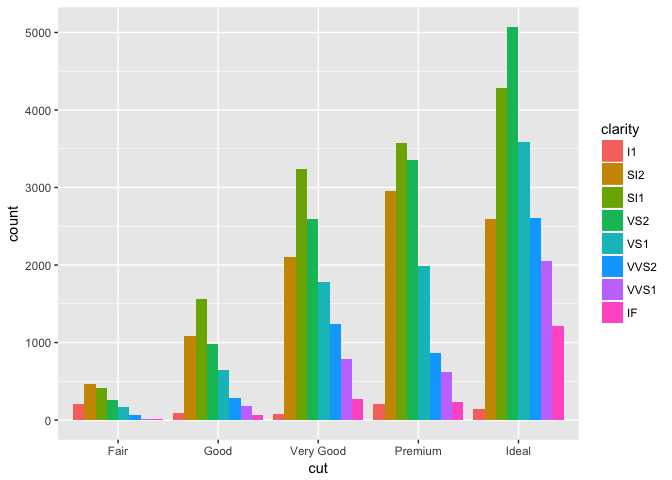 5000
4000
3000
2000
1000
0
count
Fair Good Very Good Premium Ideal
cut
clarity
I1
SI2
SI1
VS2
VS1
VVS2
VVS1
IF